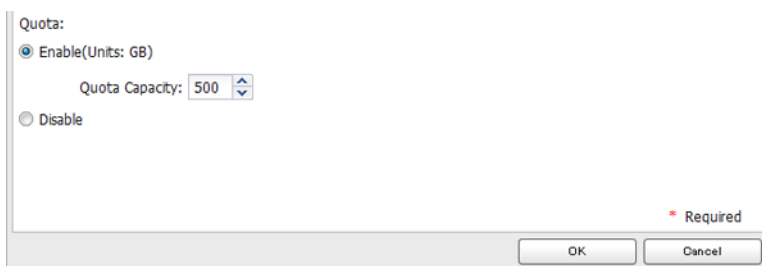 Quota:
Enable(Units: GB)
Quota Capacity: 500
Disable
* Required
OK Cancel